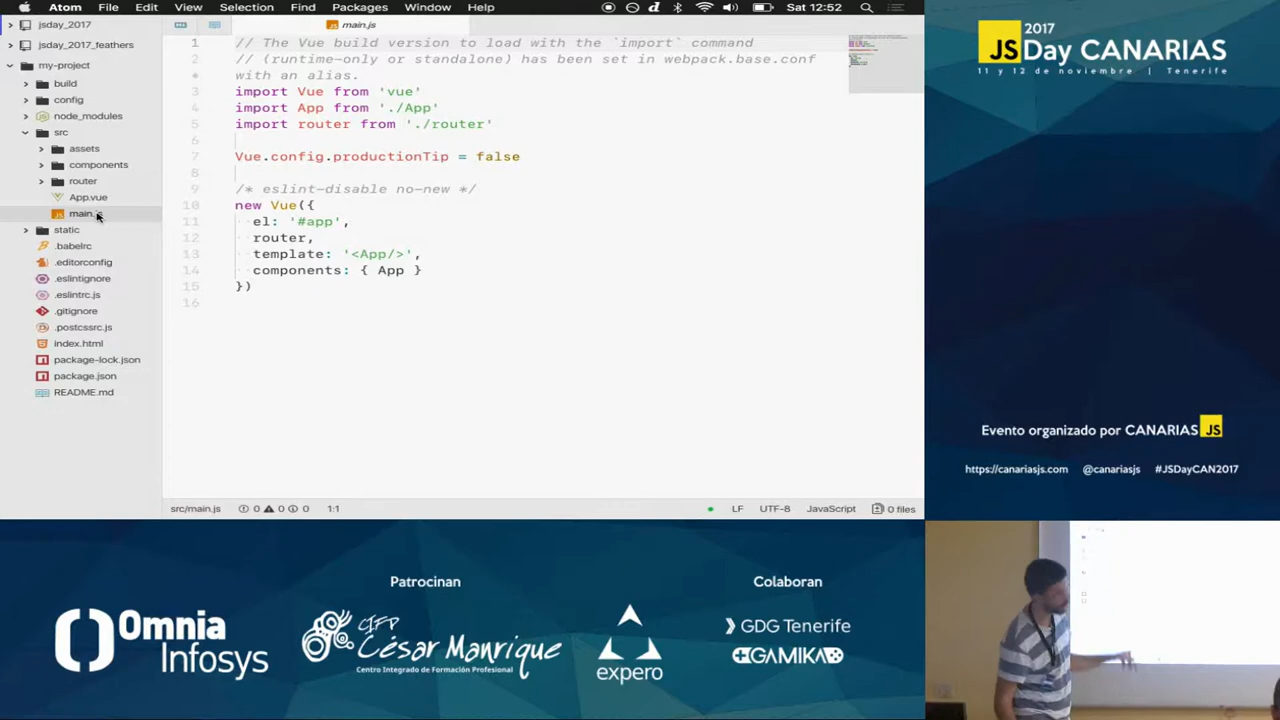 Atom File Edit View Selection Find Packages Window Help
Sat 12:52
jsday_2017
jsday_2017_feathers
my-project
build
config
node_modules
src
assets
components
router
App.vue
main.js
static
.babelrc
.editorconfig
.eslintignore
.eslintrc.js
.gitignore
.postcssrc.js
index.html
package-lock.json
package.json
README.md
main.js
1 // The Vue build version to load with the `import` command
2 // (runtime-only or standalone) has been set in webpack.base.conf
• with an alias.
3 import Vue from 'vue'
4 import App from './App'
5 import router from './router'
6
7 Vue.config.productionTip = false
8
9 /* eslint-disable no-new */
10 new Vue({
11 el: '#app',
12 router,
13 template: '<App/>',
14 components: { App }
15 })
16
src/main.js 0 0 0 1:1 LF UTF-8 JavaScript 0 files
2017
JSDay CANARIAS
11 y 12 de noviembre | Tenerife
Evento organizado por CANARIAS JS
https://canariasjs.com @canariasjs #JSDayCAN2017
Patrocinan
Omnia
Infosys
CIFP
César Manrique
Centro Integrado de Formación Profesional
expero
Colaboran
GDG Tenerife
GAMIKA